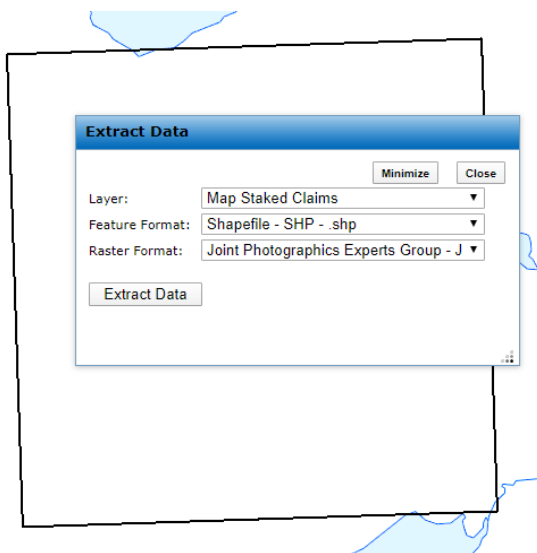 Extract Data
Minimize Close
Layer: Map Staked Claims
Feature Format: Shapefile - SHP - .shp
Raster Format: Joint Photographics Experts Group - J
Extract Data